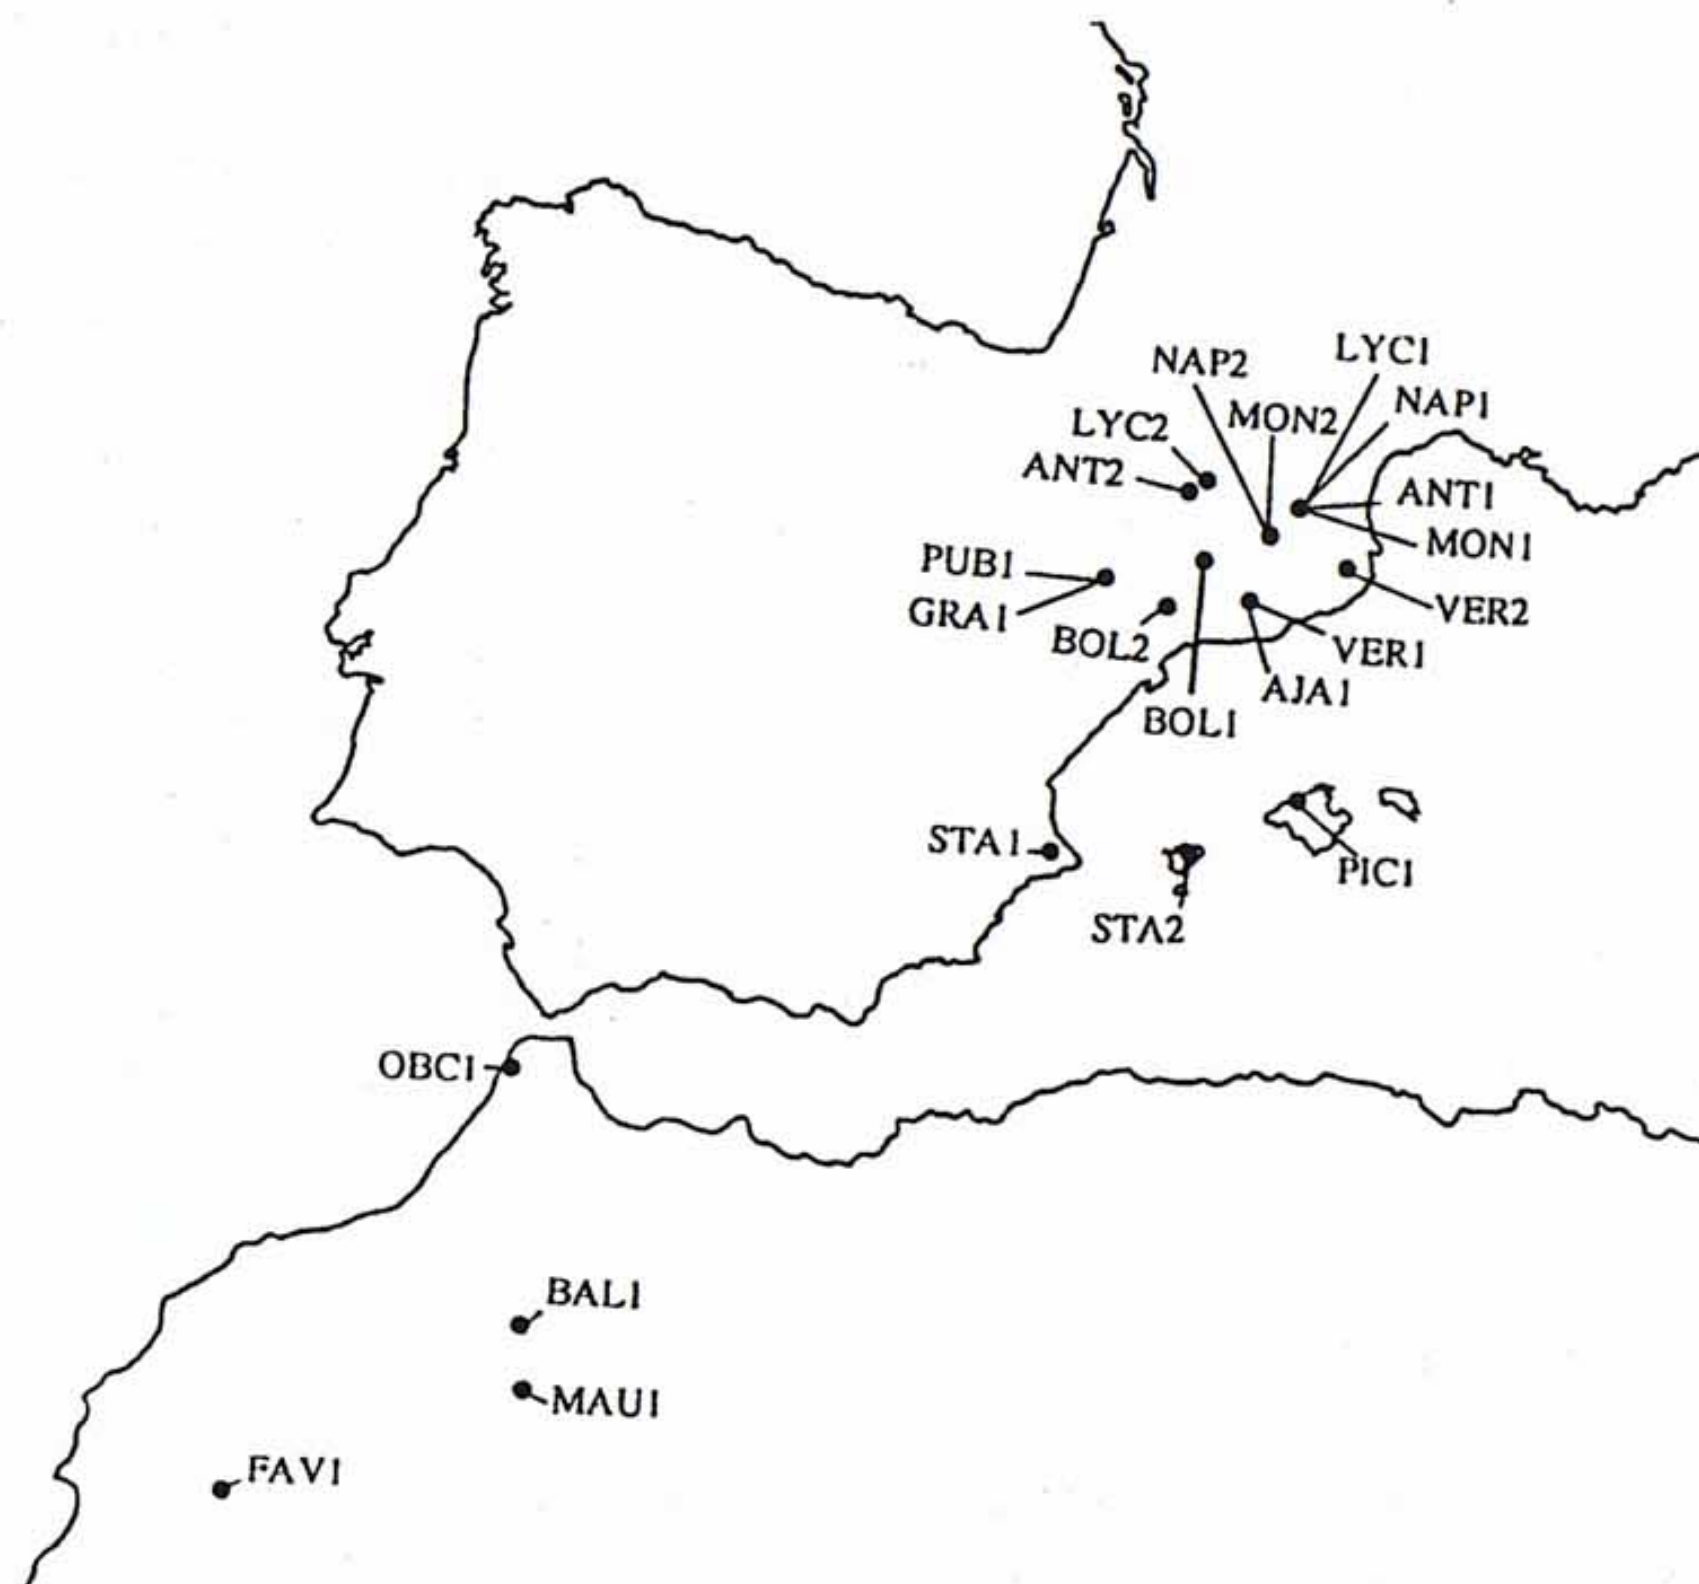 LYC1
NAP2
NAP1
MON2
LYC2
ANT2
ANT1
MON1
PUB1
GRA1
VER2
BOL2
VER1
AJA1
BOL1
STA1
PIC1
STA2
OBC1
BAL1
MAU1
FAV1